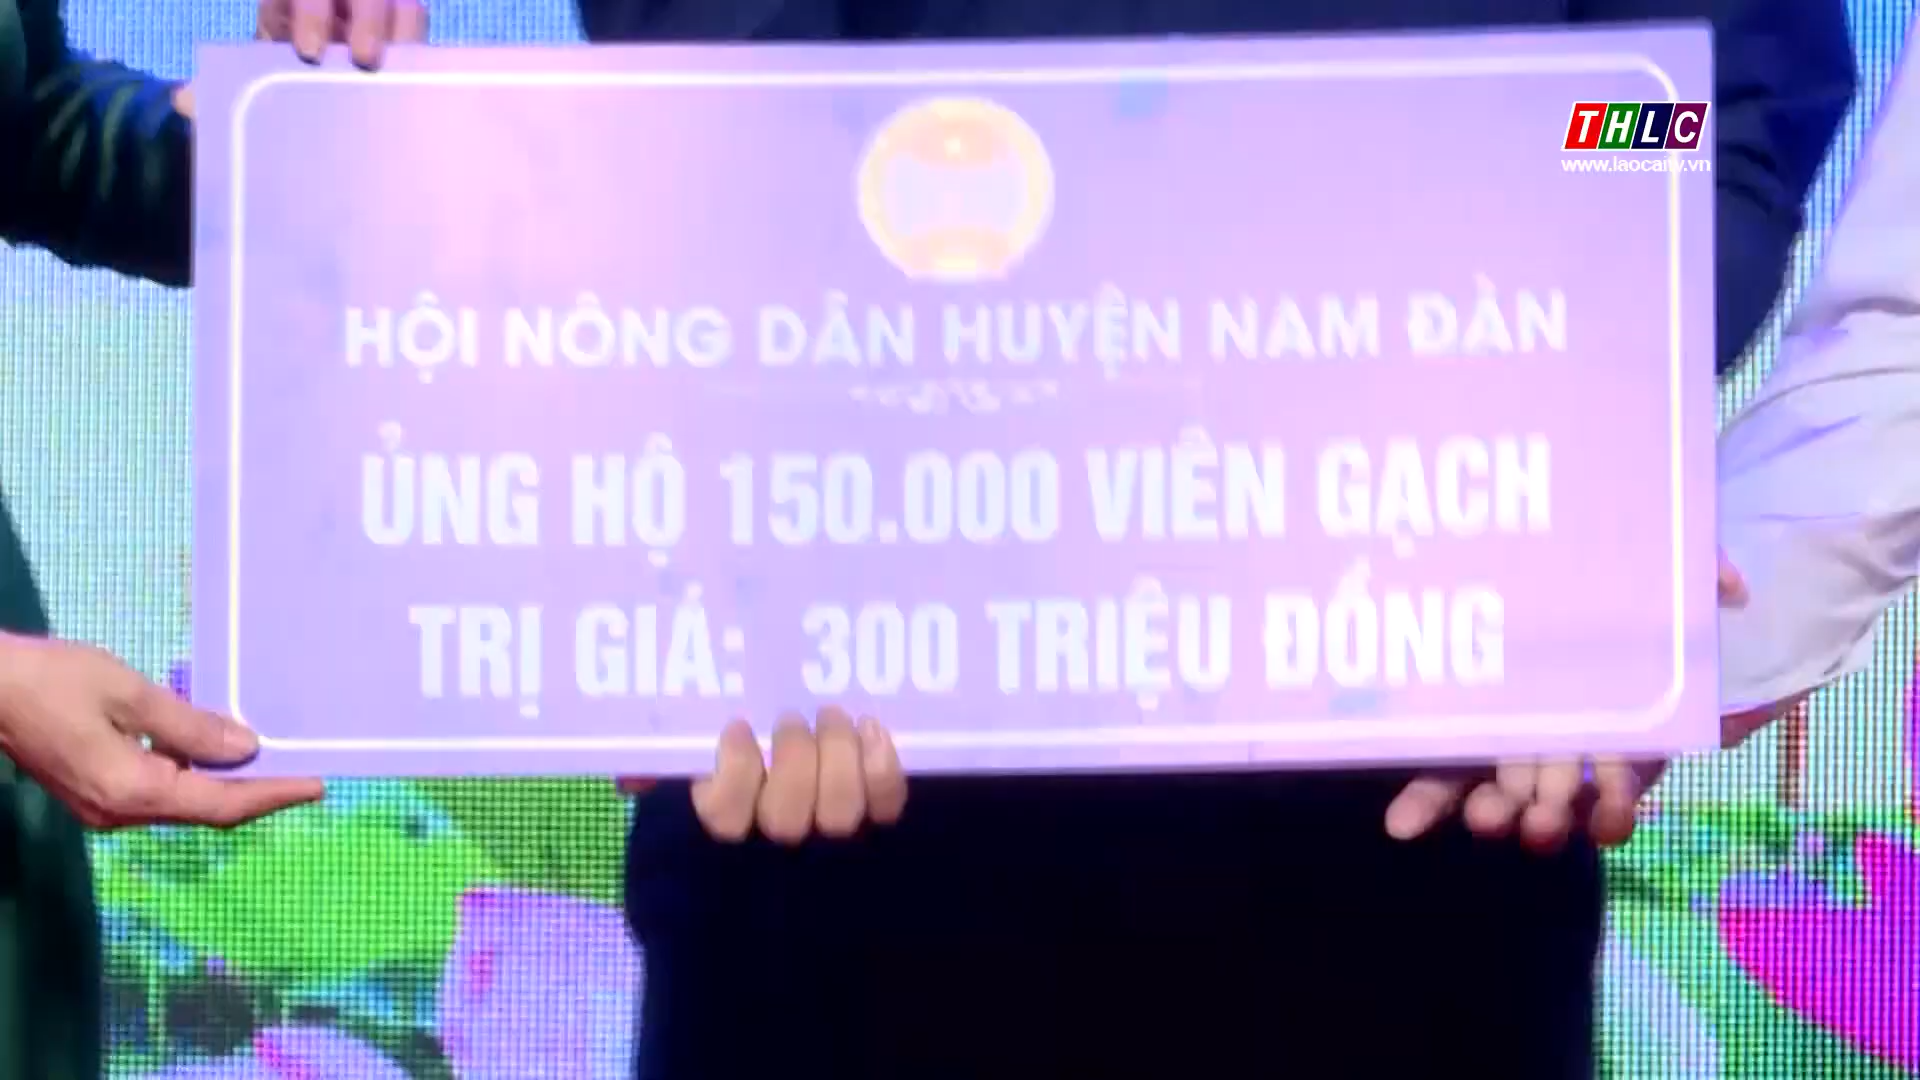 THLC
www.laocaitv.vn
HỘI NÔNG DÂN HUYỆN NAM ĐÀN
ỦNG HỘ 150.000 VIÊN GẠCH
TRỊ GIÁ: 300 TRIỆU ĐỒNG